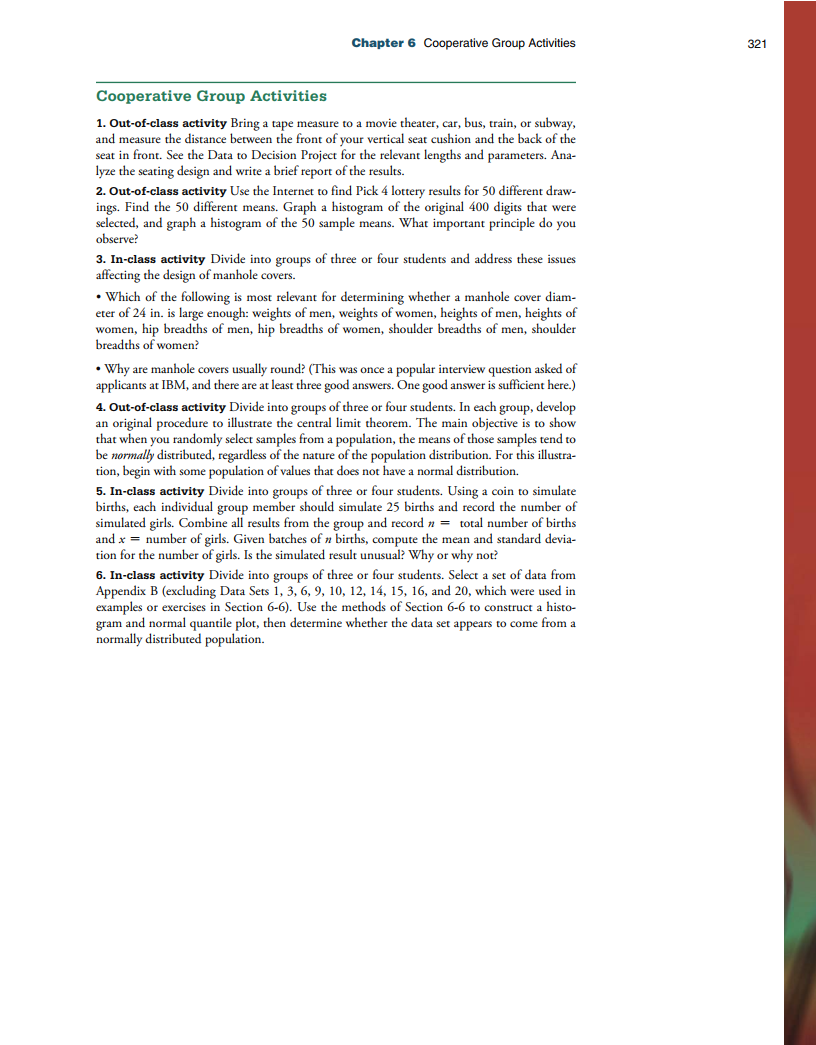 Chapter 6 Cooperative Group Activities 321
Cooperative Group Activities
1. Out-of-class activity Bring a tape measure to a movie theater, car, bus, train, or subway,
and measure the distance between the front of your vertical seat cushion and the back of the
seat in front. See the Data to Decision Project for the relevant lengths and parameters. Ana-
lyze the seating design and write a brief report of the results.
2. Out-of-class activity Use the Internet to find Pick 4 lottery results for 50 different draw-
ings. Find the 50 different means. Graph a histogram of the original 400 digits that were
selected, and graph a histogram of the 50 sample means. What important principle do you
observe?
3. In-class activity Divide into groups of three or four students and address these issues
affecting the design of manhole covers.
• Which of the following is most relevant for determining whether a manhole cover diam-
eter of 24 in. is large enough: weights of men, weights of women, heights of men, heights of
women, hip breadths of men, hip breadths of women, shoulder breadths of men, shoulder
breadths of women?
• Why are manhole covers usually round? (This was once a popular interview question asked of
applicants at IBM, and there are at least three good answers. One good answer is sufficient here.)
4. Out-of-class activity Divide into groups of three or four students. In each group, develop
an original procedure to illustrate the central limit theorem. The main objective is to show
that when you randomly select samples from a population, the means of those samples tend to
be normally distributed, regardless of the nature of the population distribution. For this illustra-
tion, begin with some population of values that does not have a normal distribution.
5. In-class activity Divide into groups of three or four students. Using a coin to simulate
births, each individual group member should simulate 25 births and record the number of
simulated girls. Combine all results from the group and record n = total number of births
and x = number of girls. Given batches of n births, compute the mean and standard devia-
tion for the number of girls. Is the simulated result unusual? Why or why not?
6. In-class activity Divide into groups of three or four students. Select a set of data from
Appendix B (excluding Data Sets 1, 3, 6, 9, 10, 12, 14, 15, 16, and 20, which were used in
examples or exercises in Section 6-6). Use the methods of Section 6-6 to construct a histo-
gram and normal quantile plot, then determine whether the data set appears to come from a
normally distributed population.